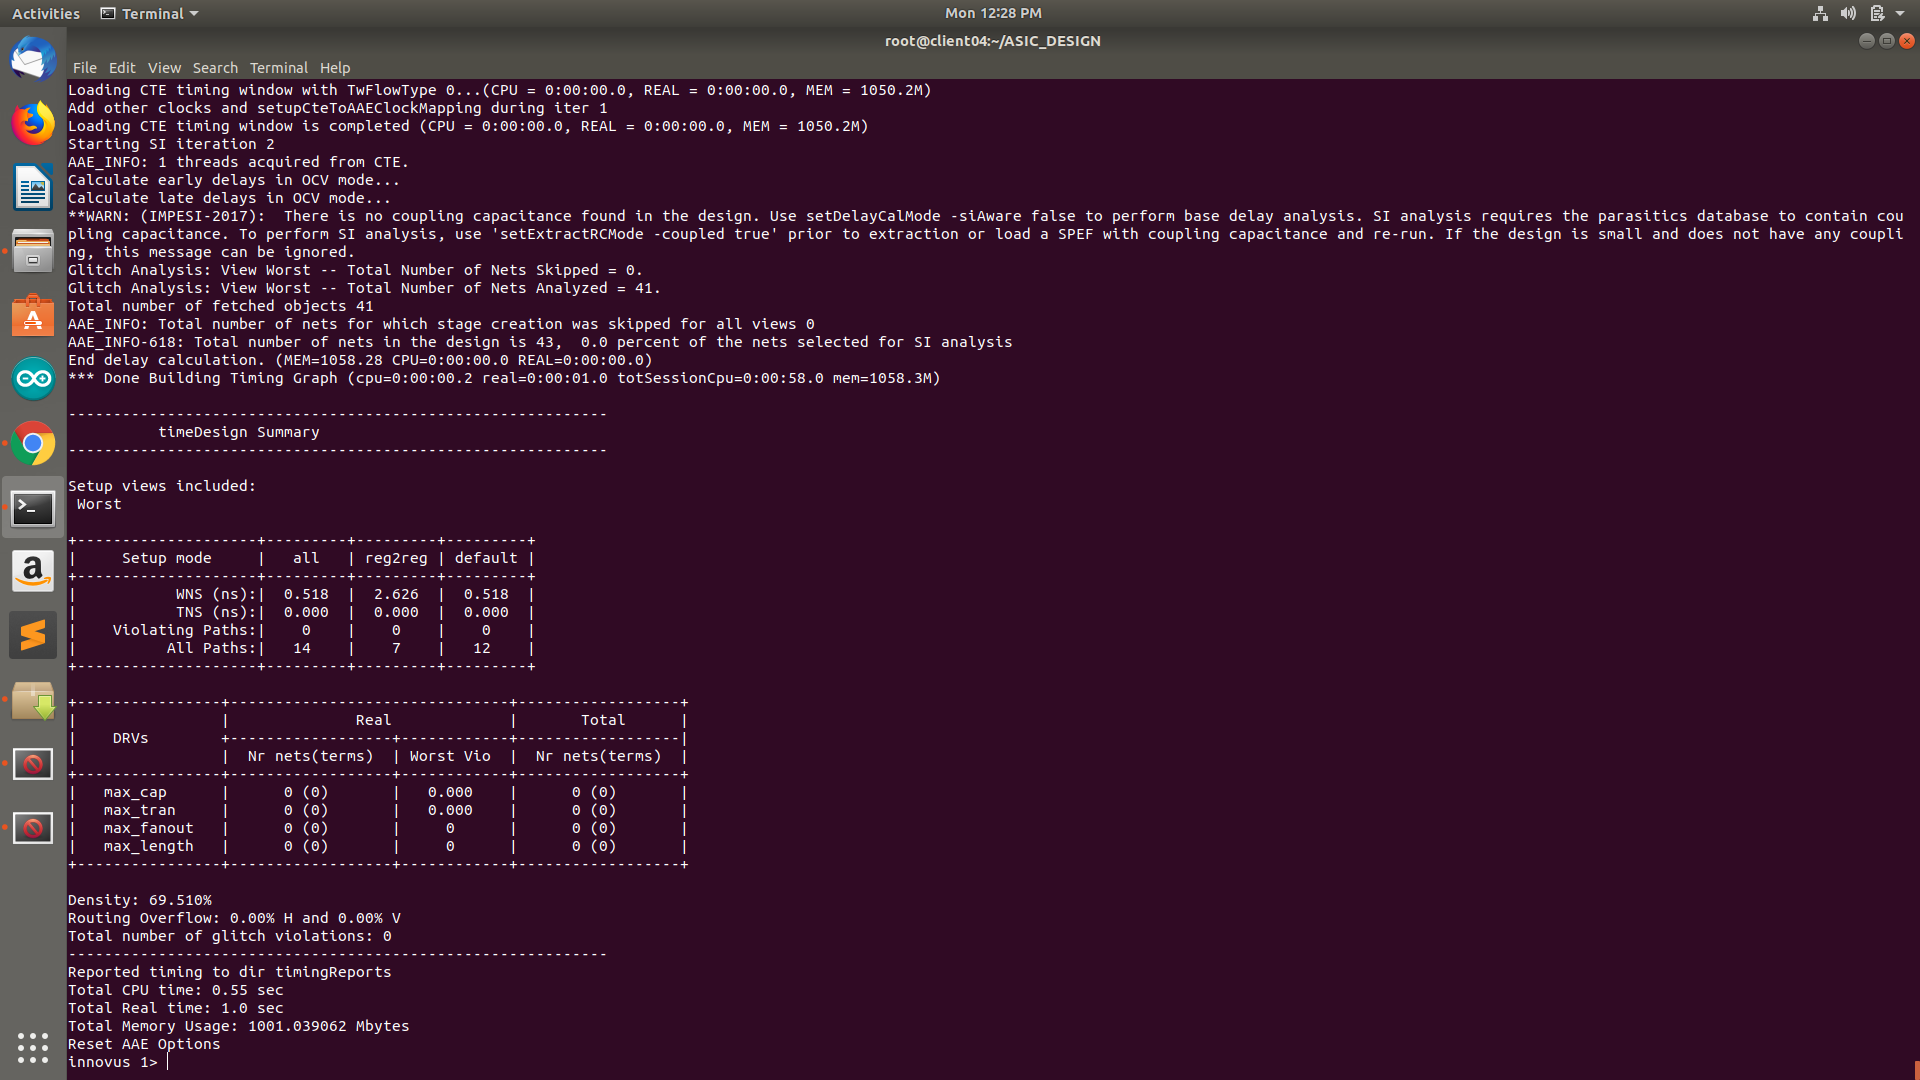 Activities Terminal Mon 12:28 PM
root@client04:~/ASIC_DESIGN
File Edit View Search Terminal Help
Loading CTE timing window with TwFlowType 0...(CPU = 0:00:00.0, REAL = 0:00:00.0, MEM = 1050.2M)
Add other clocks and setupCteToAAEClockMapping during iter 1
Loading CTE timing window is completed (CPU = 0:00:00.0, REAL = 0:00:00.0, MEM = 1050.2M)
Starting SI iteration 2
AAE_INFO: 1 threads acquired from CTE.
Calculate early delays in OCV mode...
Calculate late delays in OCV mode...
**WARN: (IMPESI-2017):  There is no coupling capacitance found in the design. Use setDelayCalMode -siAware false to perform base delay analysis. SI analysis requires the parasitics database to contain cou
pling capacitance. To perform SI analysis, use 'setExtractRCMode -coupled true' prior to extraction or load a SPEF with coupling capacitance and re-run. If the design is small and does not have any coupli
ng, this message can be ignored.
Glitch Analysis: View Worst -- Total Number of Nets Skipped = 0.
Glitch Analysis: View Worst -- Total Number of Nets Analyzed = 41.
Total number of fetched objects 41
AAE_INFO: Total number of nets for which stage creation was skipped for all views 0
AAE_INFO-618: Total number of nets in the design is 43,  0.0 percent of the nets selected for SI analysis
End delay calculation. (MEM=1058.28 CPU=0:00:00.0 REAL=0:00:00.0)
*** Done Building Timing Graph (cpu=0:00:00.2 real=0:00:01.0 totSessionCpu=0:00:58.0 mem=1058.3M)
------------------------------------------------------------
          timeDesign Summary
------------------------------------------------------------
Setup views included:
 Worst
+--------------------+---------+---------+---------+
|     Setup mode     |   all   | reg2reg | default |
+--------------------+---------+---------+---------+
|           WNS (ns):|  0.518  |  2.626  |  0.518  |
|           TNS (ns):|  0.000  |  0.000  |  0.000  |
|    Violating Paths:|    0    |    0    |    0    |
|          All Paths:|   14    |    7    |   12    |
+--------------------+---------+---------+---------+
+----------------+-------------------------------+------------------+
|                |              Real             |       Total      |
|    DRVs        +------------------+------------+------------------|
|                |  Nr nets(terms)  | Worst Vio  |  Nr nets(terms)  |
+----------------+------------------+------------+------------------+
|   max_cap      |      0 (0)       |   0.000    |      0 (0)       |
|   max_tran     |      0 (0)       |   0.000    |      0 (0)       |
|   max_fanout   |      0 (0)       |     0      |      0 (0)       |
|   max_length   |      0 (0)       |     0      |      0 (0)       |
+----------------+------------------+------------+------------------+
Density: 69.510%
Routing Overflow: 0.00% H and 0.00% V
Total number of glitch violations: 0
------------------------------------------------------------
Reported timing to dir timingReports
Total CPU time: 0.55 sec
Total Real time: 1.0 sec
Total Memory Usage: 1001.039062 Mbytes
Reset AAE Options
innovus 1>